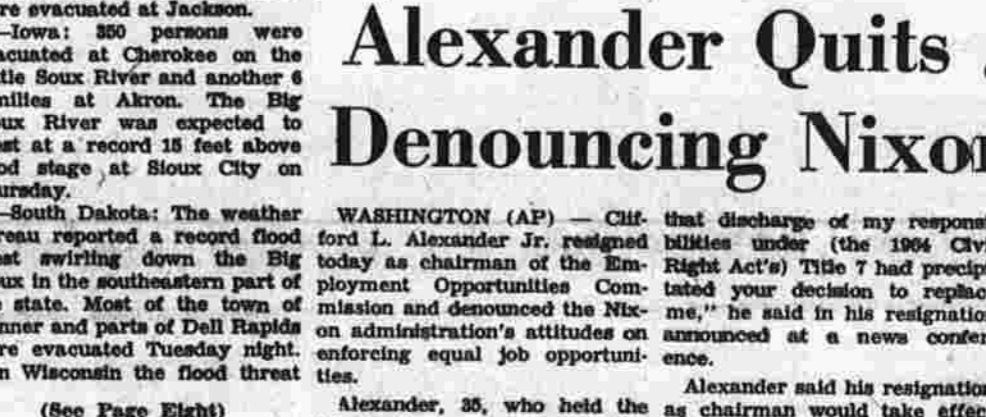 re evacuated at Jackson.
—Iowa: 350 persons were
acuated at Cherokee on the
tle Soux River and another 6
milies at Akron. The Big
oux River was expected to
est at a record 15 feet above
od stage at Sioux City on
ursday.
—South Dakota: The weather
reau reported a record flood
est swirling down the Big
oux in the southeastern part of
e state. Most of the town of
nner and parts of Dell Rapids
re evacuated Tuesday night.
n Wisconsin the flood threat
(See Page Eight)
Alexander Quits
Denouncing Nixon
WASHINGTON (AP) — Clif-
ford L. Alexander Jr. resigned
today as chairman of the Em-
ployment Opportunities Com-
mission and denounced the Nix-
on administration's attitudes on
enforcing equal job opportuni-
ties.
Alexander, 35, who held the
that discharge of my responsi
bilities under (the 1964 Civi
Right Act's) Title 7 had precipi
tated your decision to replac
me," he said in his resignation
announced at a news confer
ence.
Alexander said his resignation
as chairman would take effec